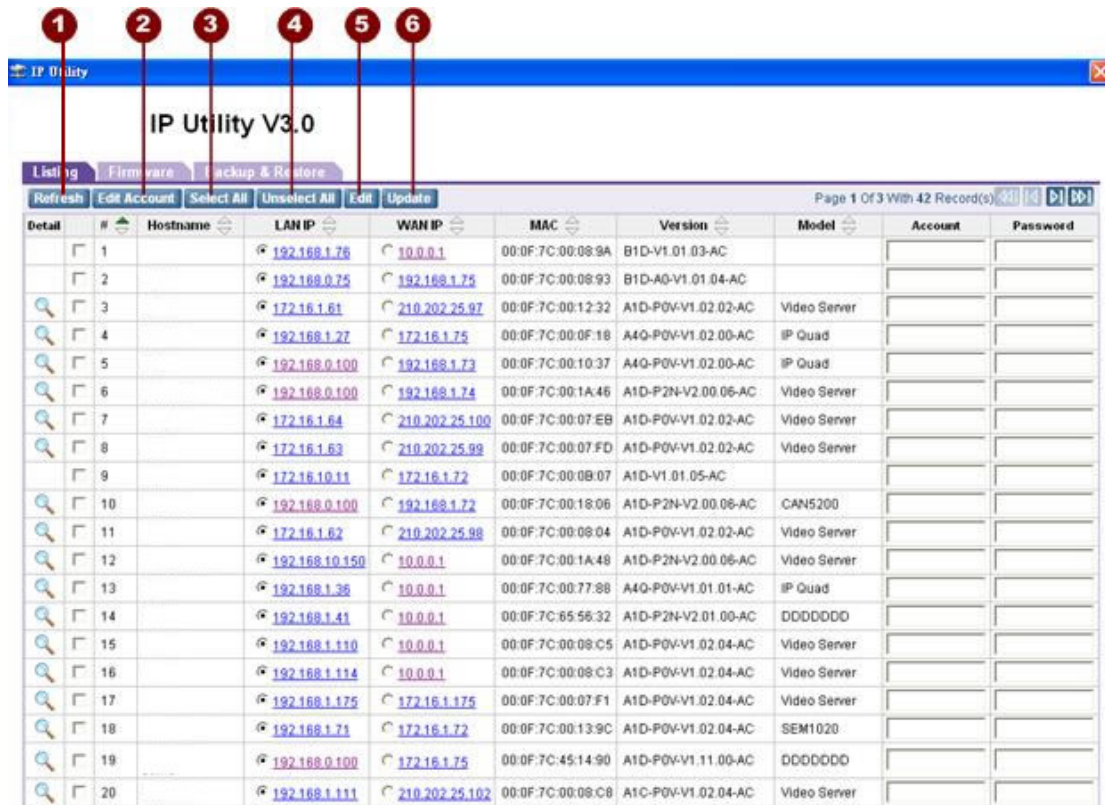 1 2 3 4 5 6
IP Utility
IP Utility V3.0
Listing Firmware Backup & Restore
Refresh Edit Account Select All Unselect All Edit Update Page 1 Of 3 With 42 Record(s)
Detail # Hostname LAN IP WAN IP MAC Version Model Account Password
1 192.168.1.76 10.0.0.1 00:0F:7C:00:08:9A B1D-V1.01.03-AC
2 192.168.0.75 192.168.1.75 00:0F:7C:00:08:93 B1D-A0-V1.01.04-AC
3 172.16.1.61 210.202.25.97 00:0F:7C:00:12:32 A1D-P0V-V1.02.02-AC Video Server
4 192.168.1.27 172.16.1.75 00:0F:7C:00:0F:18 A4Q-P0V-V1.02.00-AC IP Quad
5 192.168.0.100 192.168.1.73 00:0F:7C:00:10:37 A4Q-P0V-V1.02.00-AC IP Quad
6 192.168.0.100 192.168.1.74 00:0F:7C:00:1A:46 A1D-P2N-V2.00.06-AC Video Server
7 172.16.1.64 210.202.25.100 00:0F:7C:00:07:EB A1D-P0V-V1.02.02-AC Video Server
8 172.16.1.63 210.202.25.99 00:0F:7C:00:07:FD A1D-P0V-V1.02.02-AC Video Server
9 172.16.10.11 172.16.1.72 00:0F:7C:00:0B:07 A1D-V1.01.05-AC
10 192.168.0.100 192.168.1.72 00:0F:7C:00:18:06 A1D-P2N-V2.00.06-AC CAN5200
11 172.16.1.62 210.202.25.98 00:0F:7C:00:08:04 A1D-P0V-V1.02.02-AC Video Server
12 192.168.10.150 10.0.0.1 00:0F:7C:00:1A:48 A1D-P2N-V2.00.06-AC Video Server
13 192.168.1.36 10.0.0.1 00:0F:7C:00:77:88 A4Q-P0V-V1.01.01-AC IP Quad
14 192.168.1.41 10.0.0.1 00:0F:7C:65:56:32 A1D-P2N-V2.01.00-AC DDDDDDD
15 192.168.1.110 10.0.0.1 00:0F:7C:00:08:C5 A1D-P0V-V1.02.04-AC Video Server
16 192.168.1.114 10.0.0.1 00:0F:7C:00:08:C3 A1D-P0V-V1.02.04-AC Video Server
17 192.168.1.175 172.16.1.175 00:0F:7C:00:07:F1 A1D-P0V-V1.02.04-AC Video Server
18 192.168.1.71 172.16.1.72 00:0F:7C:00:13:9C A1D-P0V-V1.02.04-AC SEM1020
19 192.168.0.100 172.16.1.75 00:0F:7C:45:14:90 A1D-P0V-V1.11.00-AC DDDDDDD
20 192.168.1.111 210.202.25.102 00:0F:7C:00:08:C8 A1C-P0V-V1.02.04-AC Video Server